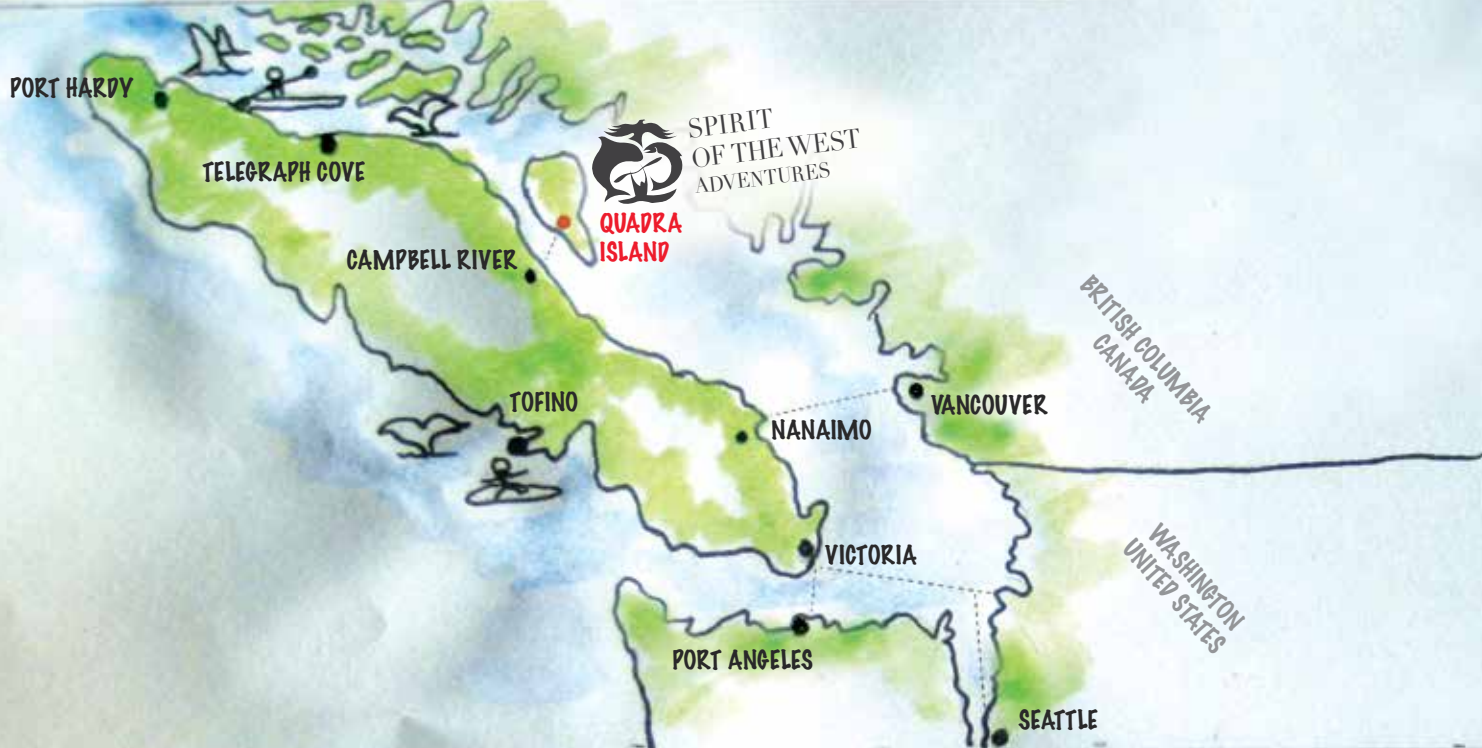 PORT HARDY
TELEGRAPH COVE
SPIRIT
OF THE WEST
ADVENTURES
QUADRA
ISLAND
CAMPBELL RIVER
BRITISH COLUMBIA
CANADA
TOFINO
VANCOUVER
NANAIMO
VICTORIA
WASHINGTON
UNITED STATES
PORT ANGELES
SEATTLE